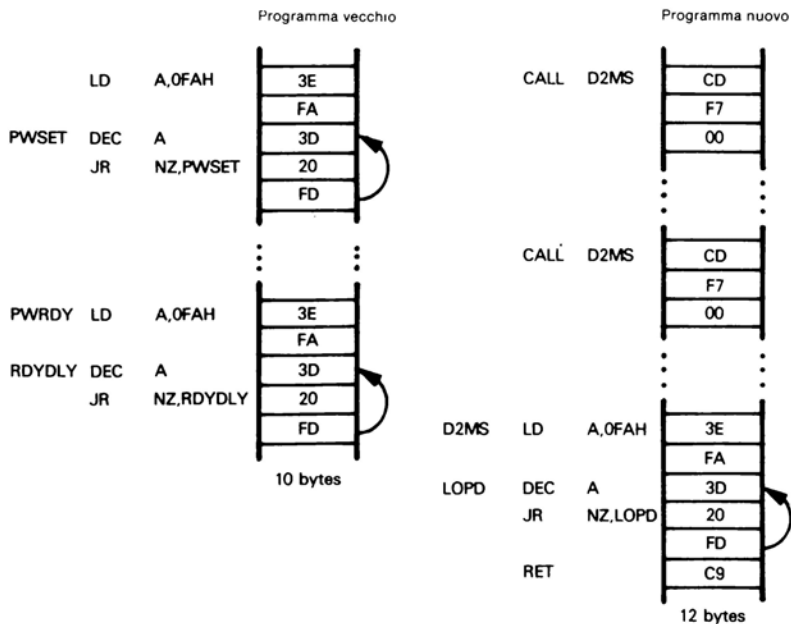 Programma vecchio
LD A,0FAH 3E
FA
PWSET DEC A 3D
JR NZ,PWSET 20
FD
PWRDY LD A,0FAH 3E
FA
RDYDLY DEC A 3D
JR NZ,RDYDLY 20
FD
10 bytes
Programma nuovo
CALL D2MS CD
F7
00
CALL D2MS CD
F7
00
D2MS LD A,0FAH 3E
FA
LOPD DEC A 3D
JR NZ,LOPD 20
FD
RET C9
12 bytes